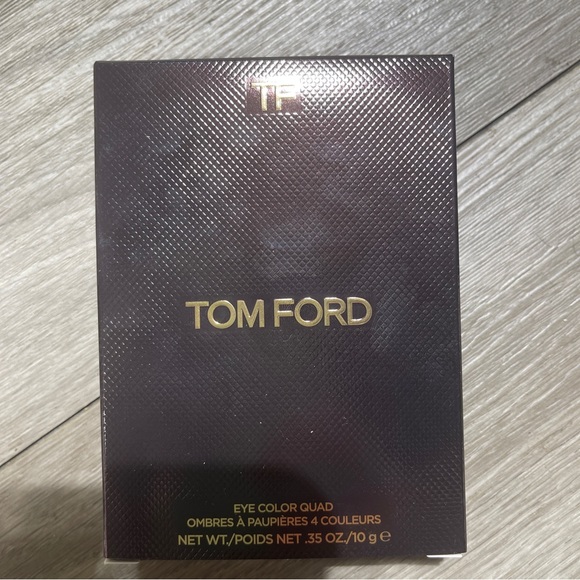 TF
TOM FORD
EYE COLOR QUAD
OMBRES À PAUPIÈRES 4 COULEURS
NET WT./POIDS NET .35 OZ./10 g ℮